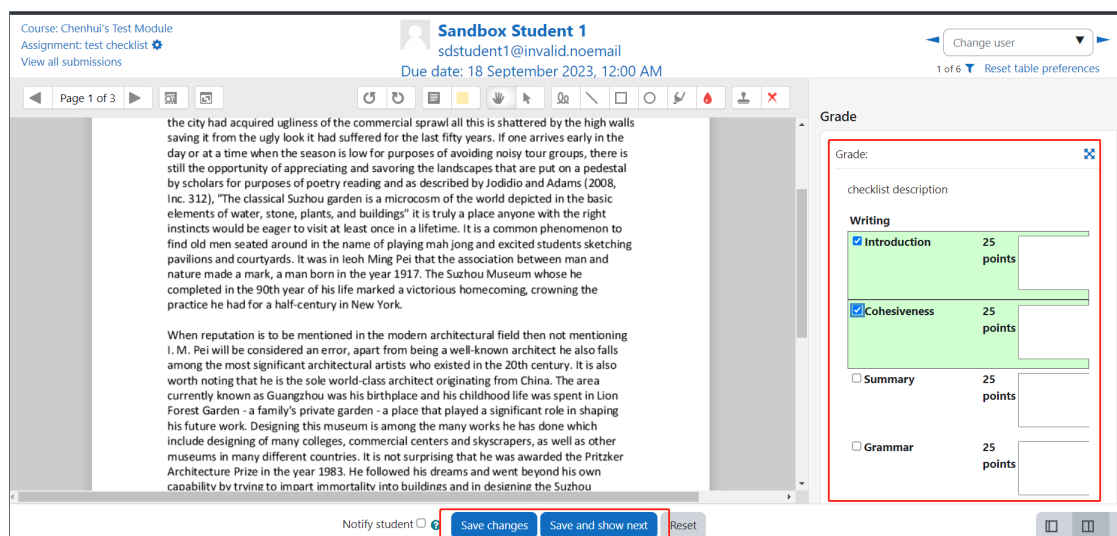 Course: Chenhui's Test Module
Assignment: test checklist
View all submissions
Sandbox Student 1
sdstudent1@invalid.noemail
Due date: 18 September 2023, 12:00 AM
Change user
1 of 6 Reset table preferences
Page 1 of 3
the city had acquired ugliness of the commercial sprawl all this is shattered by the high walls
saving it from the ugly look it had suffered for the last fifty years. If one arrives early in the
day or at a time when the season is low for purposes of avoiding noisy tour groups, there is
still the opportunity of appreciating and savoring the landscapes that are put on a pedestal
by scholars for purposes of poetry reading and as described by Jodidio and Adams (2008,
Inc. 312), "The classical Suzhou garden is a microcosm of the world depicted in the basic
elements of water, stone, plants, and buildings" it is truly a place anyone with the right
instincts would be eager to visit at least once in a lifetime. It is a common phenomenon to
find old men seated around in the name of playing mah jong and excited students sketching
pavilions and courtyards. It was in Ieoh Ming Pei that the association between man and
nature made a mark, a man born in the year 1917. The Suzhou Museum whose he
completed in the 90th year of his life marked a victorious homecoming, crowning the
practice he had for a half-century in New York.
When reputation is to be mentioned in the modern architectural field then not mentioning
I. M. Pei will be considered an error, apart from being a well-known architect he also falls
among the most significant architectural artists who existed in the 20th century. It is also
worth noting that he is the sole world-class architect originating from China. The area
currently known as Guangzhou was his birthplace and his childhood life was spent in Lion
Forest Garden - a family's private garden - a place that played a significant role in shaping
his future work. Designing this museum is among the many works he has done which
include designing of many colleges, commercial centers and skyscrapers, as well as other
museums in many different countries. It is not surprising that he was awarded the Pritzker
Architecture Prize in the year 1983. He followed his dreams and went beyond his own
capability by trying to impart immortality into buildings and in designing the Suzhou
Grade
Grade:
checklist description
Writing
Introduction 25 points
Cohesiveness 25 points
Summary 25 points
Grammar 25 points
Notify student
Save changes
Save and show next
Reset